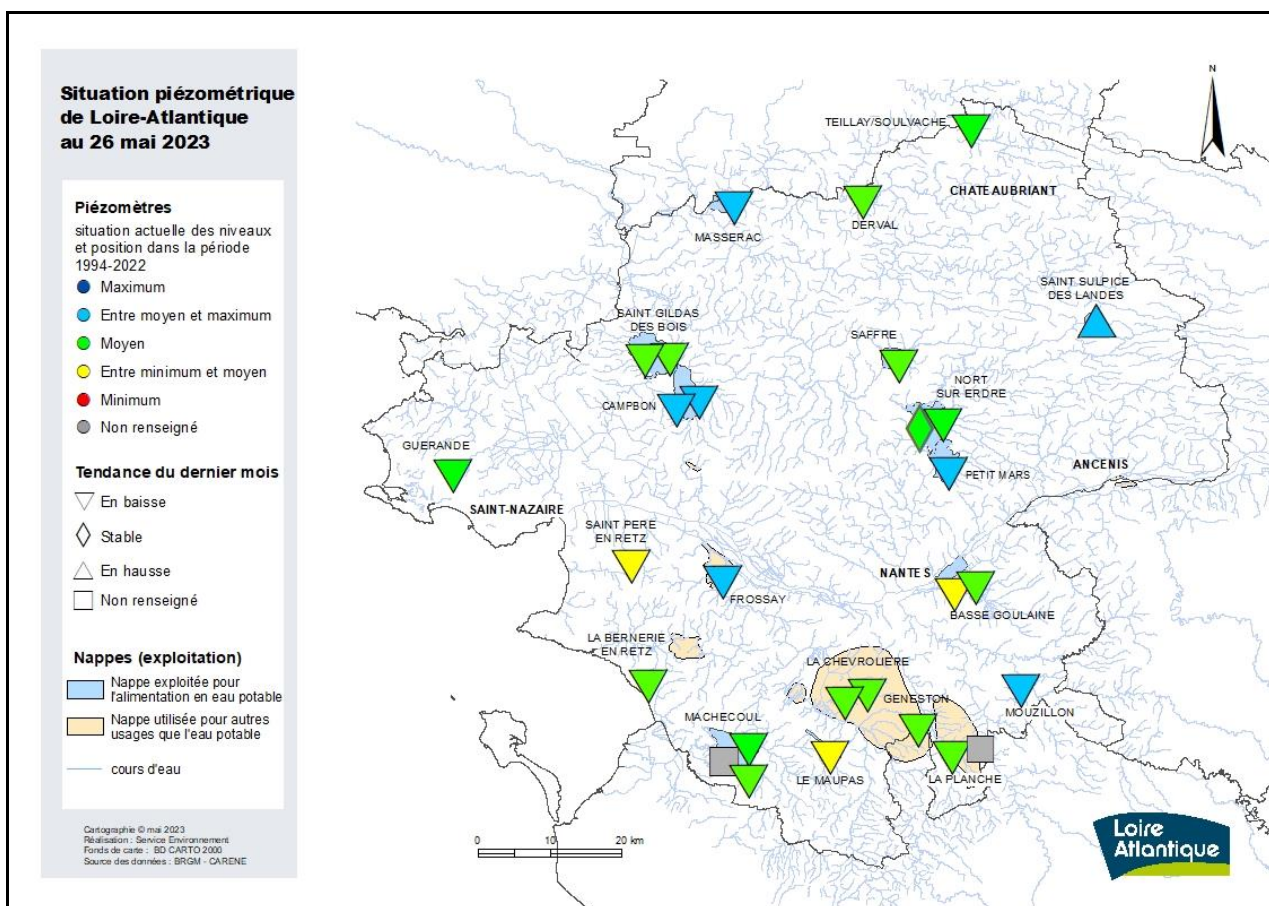 Situation piézométrique
de Loire-Atlantique
au 26 mai 2023
Piézomètres
situation actuelle des niveaux
et position dans la période
1994-2022
Maximum
Entre moyen et maximum
Moyen
Entre minimum et moyen
Minimum
Non renseigné
Tendance du dernier mois
En baisse
Stable
En hausse
Non renseigné
Nappes (exploitation)
Nappe exploitée pour
l'alimentation en eau potable
Nappe utilisée pour autres
usages que l'eau potable
cours d'eau
Cartographie © mai 2023
Réalisation : Service Environnement
Fonds de carte : BD CARTO 2000
Source des données : BRGM - CARENE
N
TEILLAY/SOULVACHE
CHATEAUBRIANT
DERVAL
MASSERAC
SAINT SULPICE
DES LANDES
SAINT GILDAS
DES BOIS
SAFFRE
NORT
SUR ERDRE
CAMPBON
GUERANDE
PETIT MARS
ANCENIS
SAINT-NAZAIRE
SAINT PERE
EN RETZ
FROSSAY
NANTES
BASSE GOULAINE
LA BERNERIE
EN RETZ
LA CHEVROLIERE
GENESTON
MOUZILLON
MACHECOUL
LE MAUPAS
LA PLANCHE
0 10 20 km
Loire
Atlantique